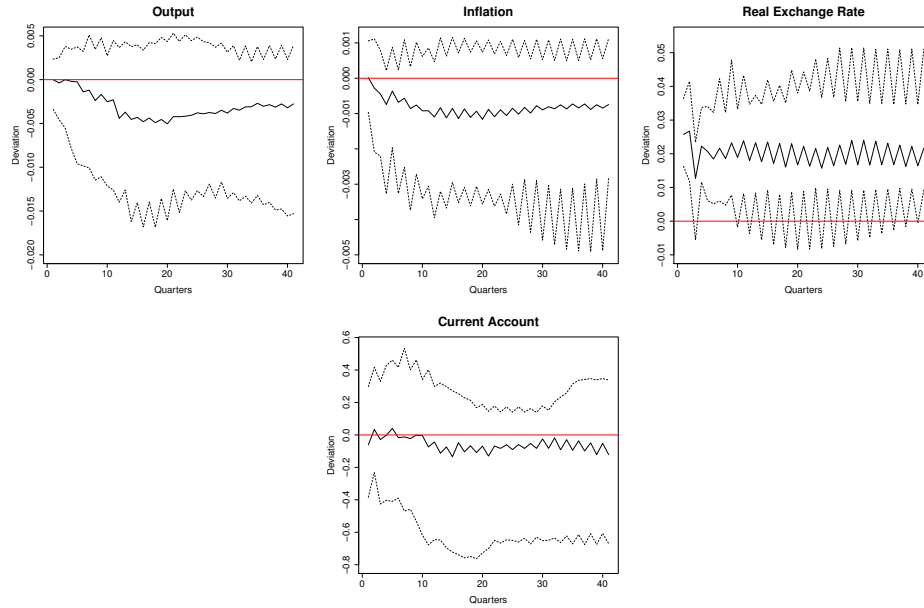 Output
Deviation
0.005
0.000
−0.005
−0.010
−0.015
−0.020
0 10 20 30 40
Quarters
Inflation
Deviation
0.001
0.000
−0.001
−0.003
−0.005
0 10 20 30 40
Quarters
Real Exchange Rate
Deviation
0.05
0.04
0.03
0.02
0.01
0.00
−0.01
0 10 20 30 40
Quarters
Current Account
Deviation
0.6
0.4
0.2
0.0
−0.2
−0.4
−0.6
−0.8
0 10 20 30 40
Quarters